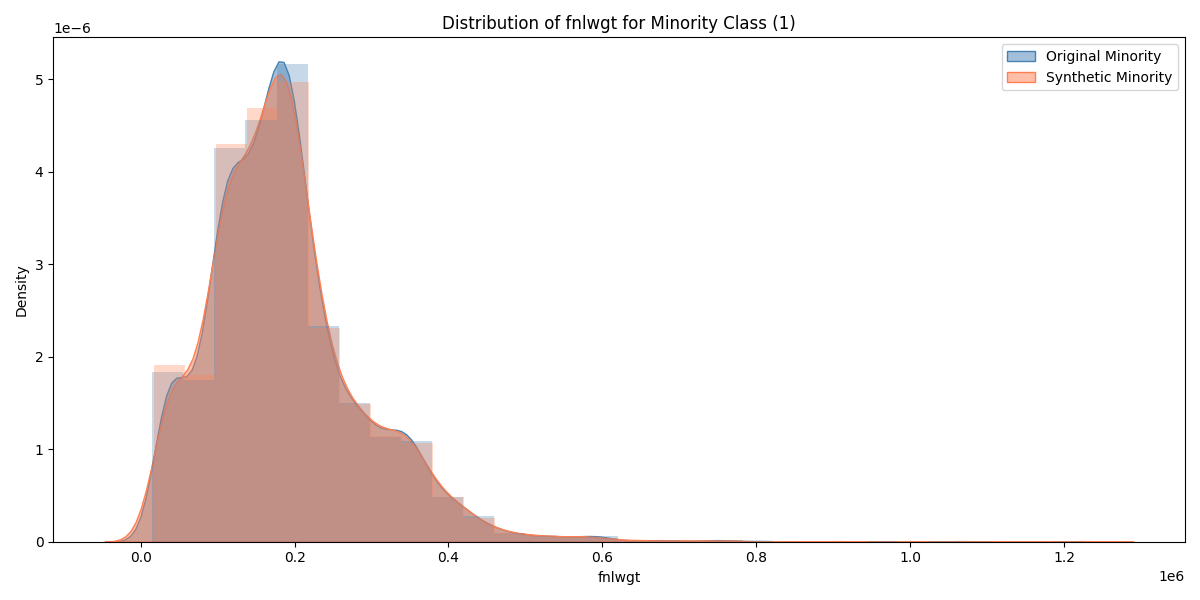 Distribution of fnlwgt for Minority Class (1)
1e−6
Original Minority
Synthetic Minority
5
4
3
2
1
0
Density
0.0 0.2 0.4 0.6 0.8 1.0 1.2
fnlwgt
1e6